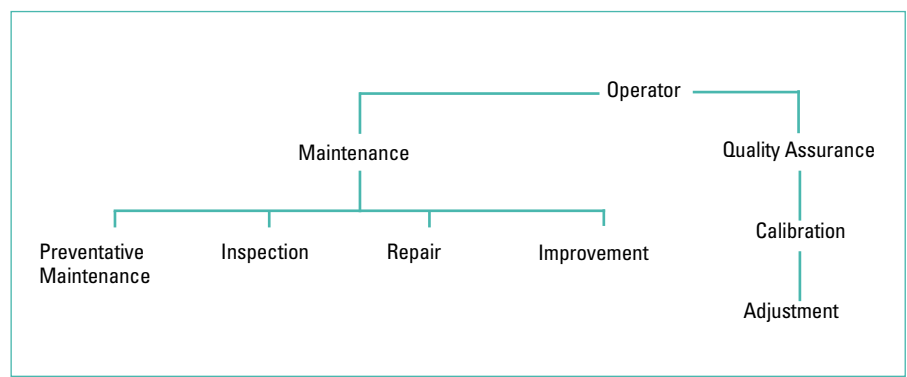 Operator
Maintenance
Quality Assurance
Calibration
Preventative
Maintenance
Inspection
Repair
Improvement
Adjustment